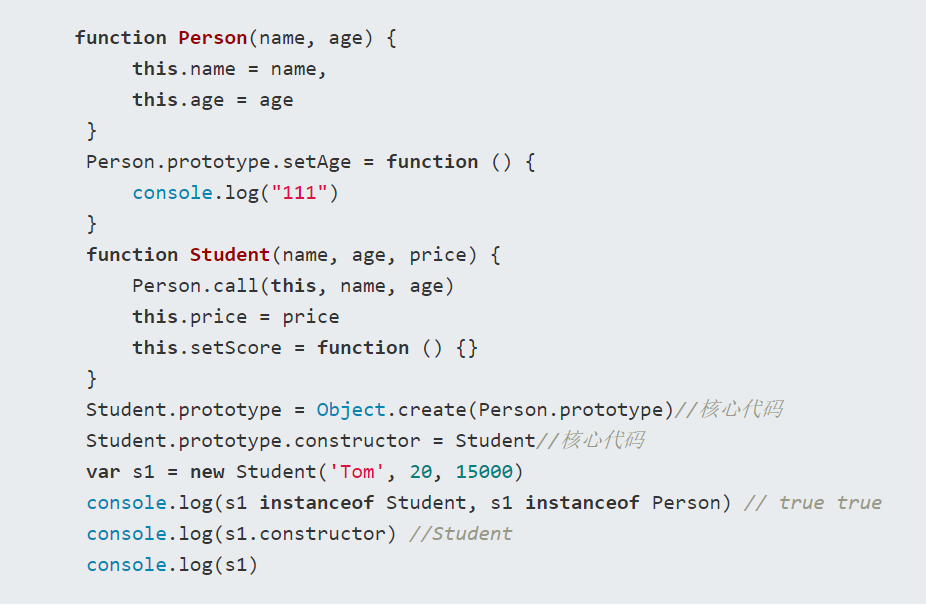 function Person(name, age) {
this.name = name,
this.age = age
}
Person.prototype.setAge = function () {
console.log("111")
}
function Student(name, age, price) {
Person.call(this, name, age)
this.price = price
this.setScore = function () {}
}
Student.prototype = Object.create(Person.prototype)//核心代码
Student.prototype.constructor = Student//核心代码
var s1 = new Student('Tom', 20, 15000)
console.log(s1 instanceof Student, s1 instanceof Person) // true true
console.log(s1.constructor) //Student
console.log(s1)